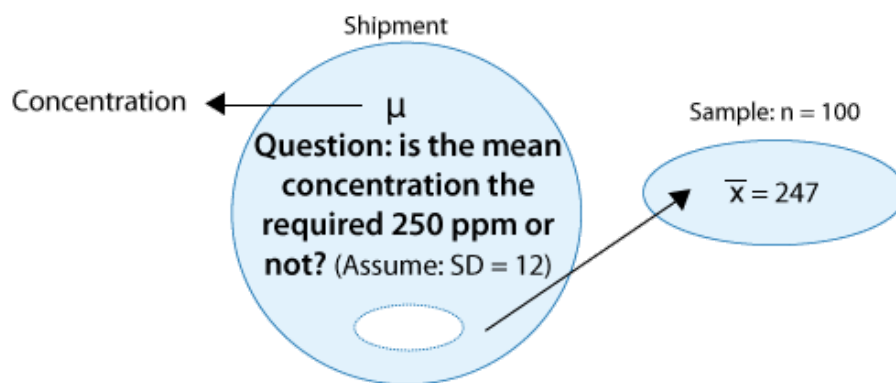 Shipment
Concentration
μ
Question: is the mean
concentration the
required 250 ppm or
not? (Assume: SD = 12)
Sample: n = 100
x̅ = 247